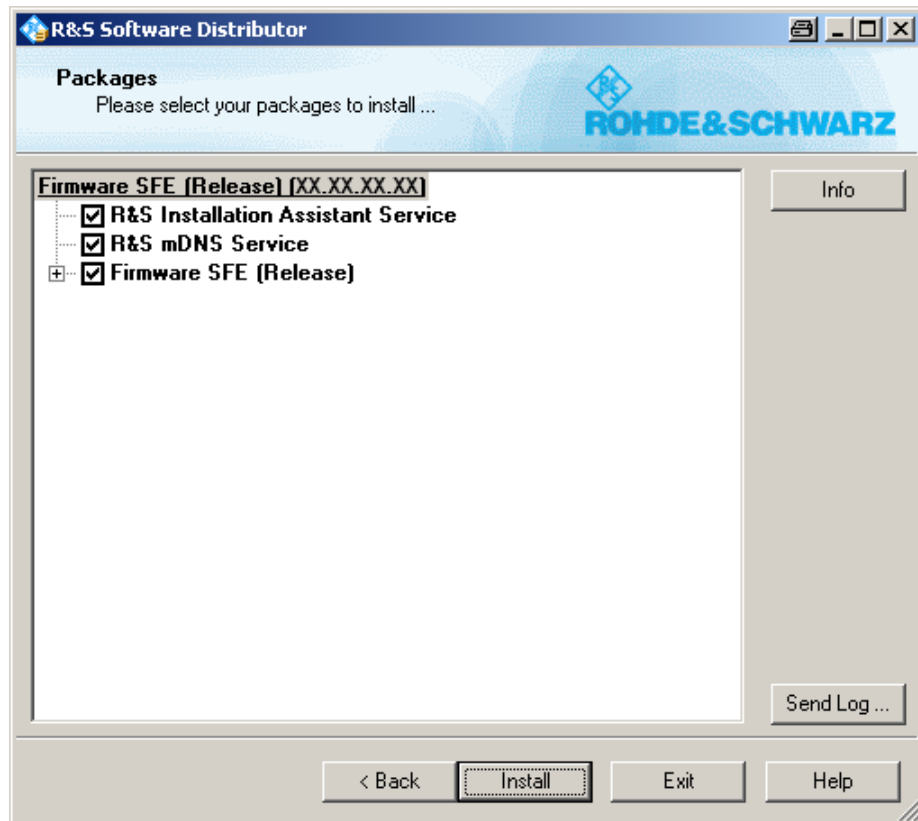 R&S Software Distributor
Packages
Please select your packages to install ...
ROHDE&SCHWARZ
Firmware SFE (Release) (XX.XX.XX.XX)
R&S Installation Assistant Service
R&S mDNS Service
Firmware SFE (Release)
Info
Send Log ...
< Back
Install
Exit
Help